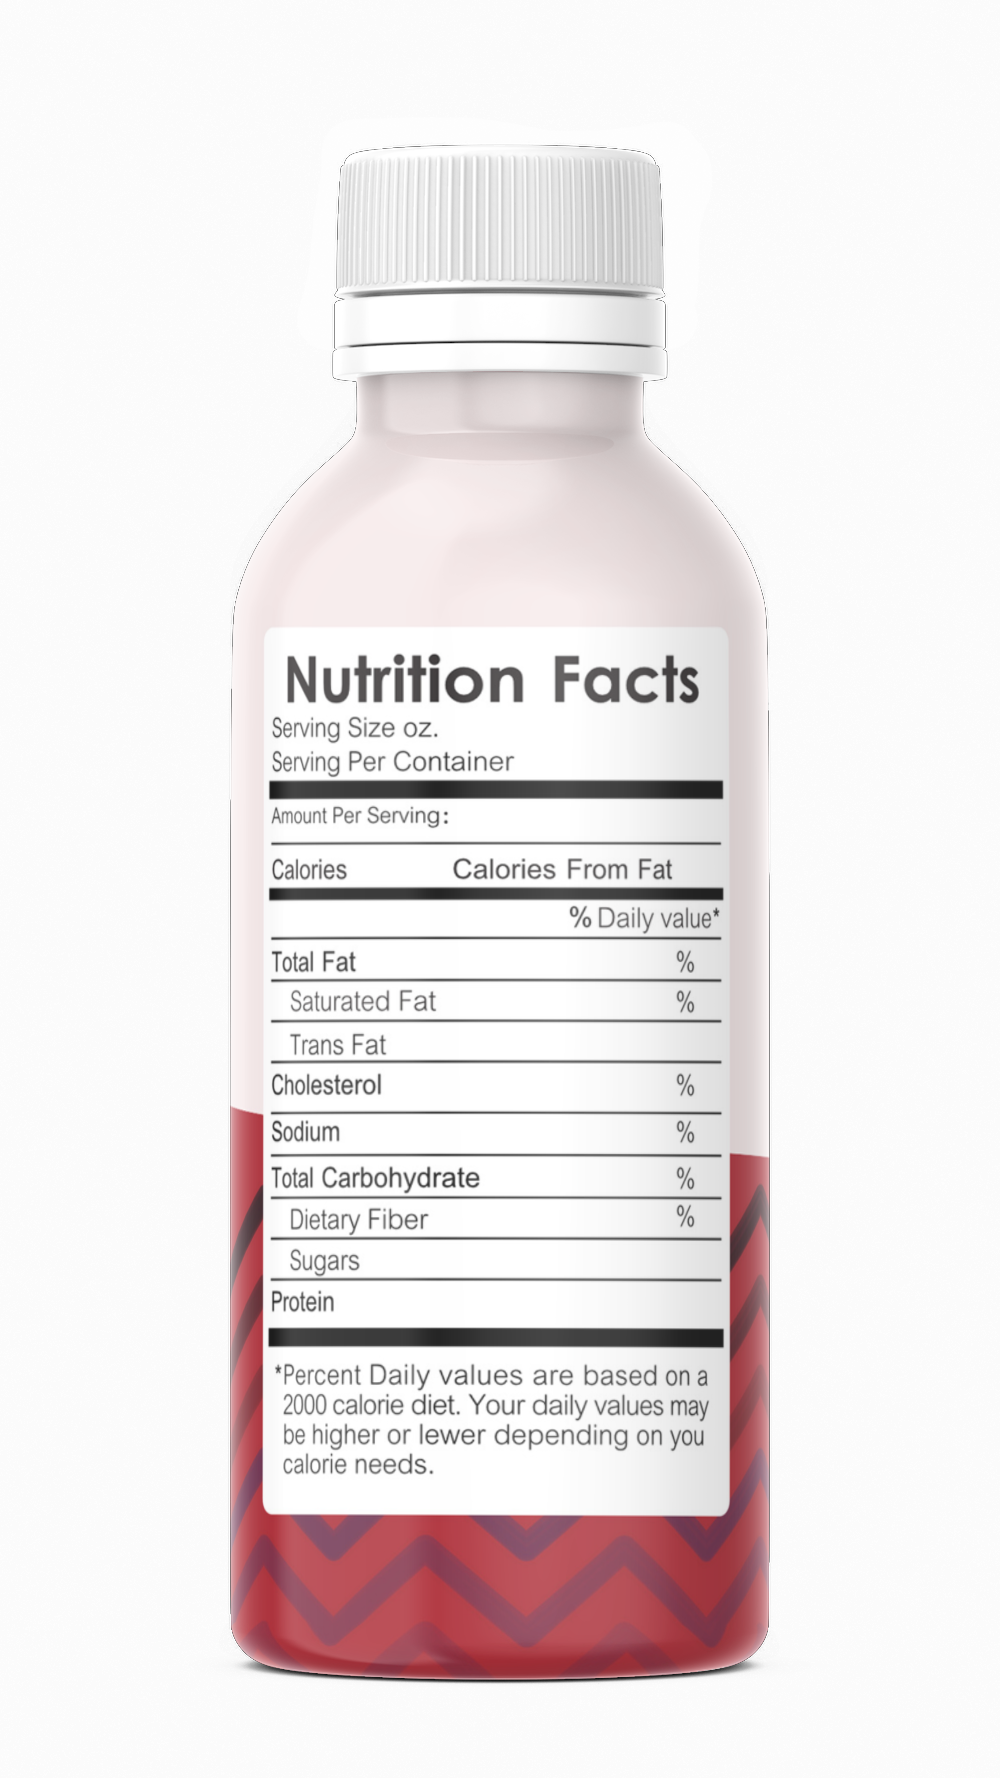 Nutrition Facts
Serving Size oz.
Serving Per Container
Amount Per Serving:
Calories Calories From Fat
% Daily value*
Total Fat %
Saturated Fat %
Trans Fat
Cholesterol %
Sodium %
Total Carbohydrate %
Dietary Fiber %
Sugars
Protein
*Percent Daily values are based on a
2000 calorie diet. Your daily values may
be higher or lewer depending on you
calorie needs.